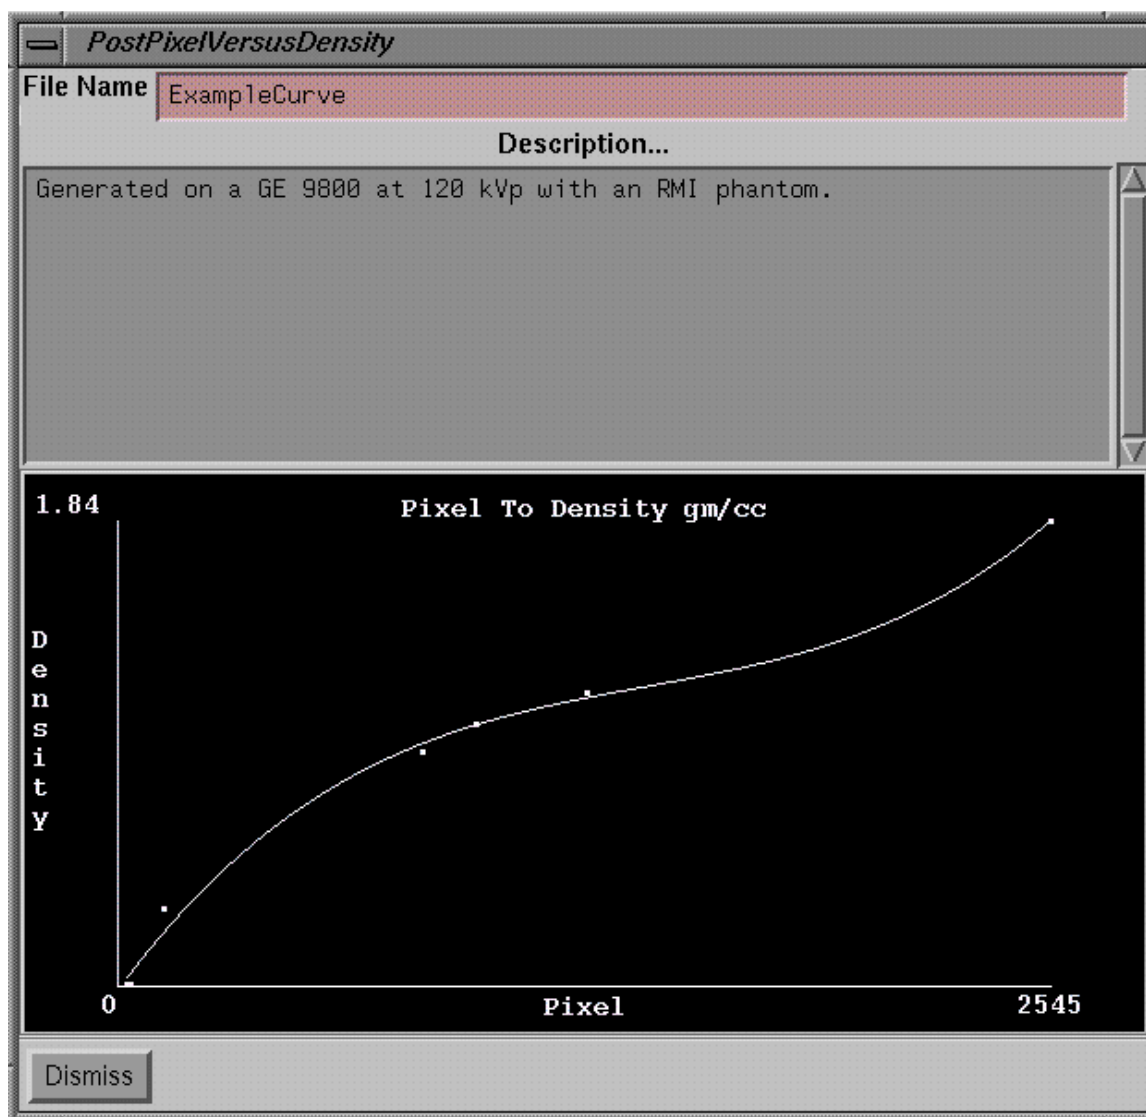 PostPixelVersusDensity
File Name ExampleCurve
Description...
Generated on a GE 9800 at 120 kVp with an RMI phantom.
1.84
Pixel To Density gm/cc
Density
0
Pixel
2545
Dismiss